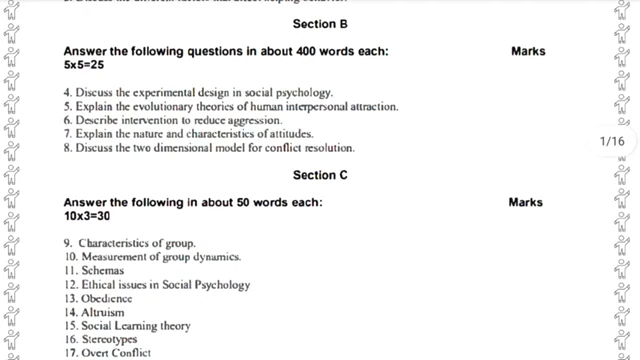 Section B
Answer the following questions in about 400 words each: Marks
5x5=25
4. Discuss the experimental design in social psychology.
5. Explain the evolutionary theories of human interpersonal attraction.
6. Describe intervention to reduce aggression.
7. Explain the nature and characteristics of attitudes.
8. Discuss the two dimensional model for conflict resolution.
1/16
Section C
Answer the following in about 50 words each: Marks
10x3=30
9. Characteristics of group.
10. Measurement of group dynamics.
11. Schemas
12. Ethical issues in Social Psychology
13. Obedience
14. Altruism
15. Social Learning theory
16. Stereotypes
17. Overt Conflict